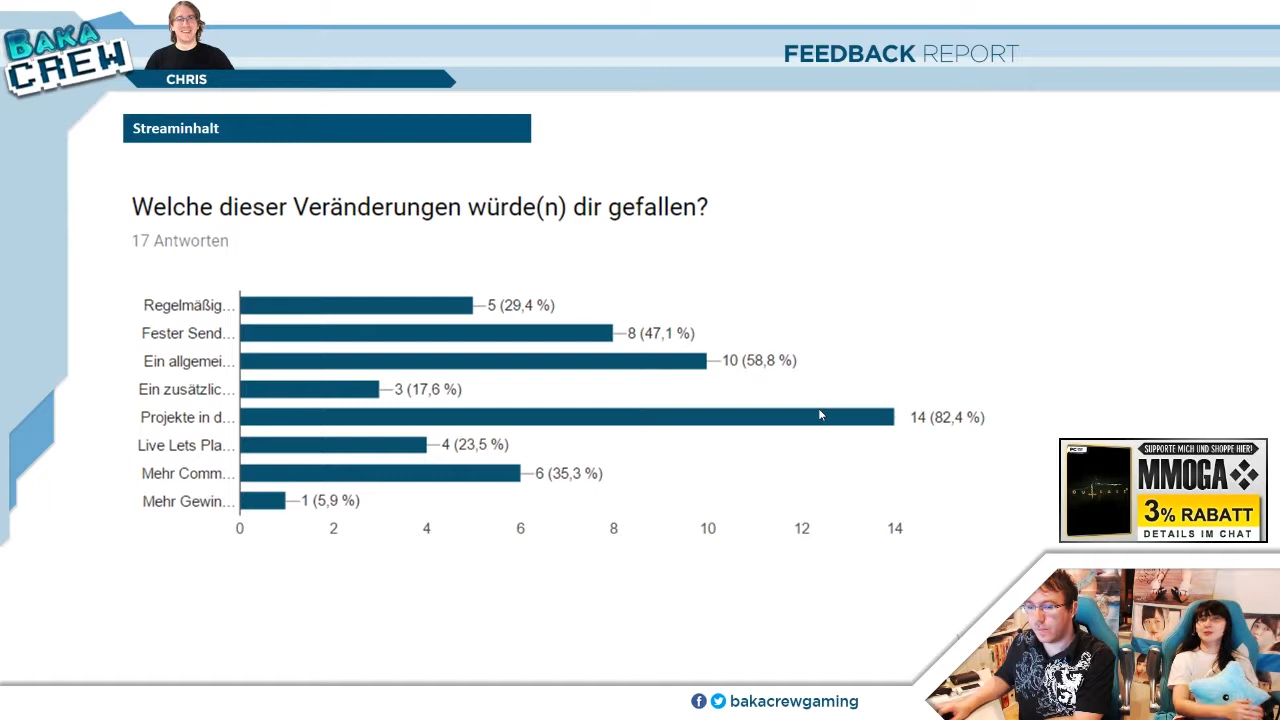 BAKA
CREW
CHRIS
FEEDBACK REPORT
Streaminhalt
Welche dieser Veränderungen würde(n) dir gefallen?
17 Antworten
Regelmäßig... 5 (29,4 %)
Fester Send... 8 (47,1 %)
Ein allgemei... 10 (58,8 %)
Ein zusätzlic... 3 (17,6 %)
Projekte in d... 14 (82,4 %)
Live Lets Pla... 4 (23,5 %)
Mehr Comm... 6 (35,3 %)
Mehr Gewin... 1 (5,9 %)
0 2 4 6 8 10 12 14
SUPPORTE MICH UND SHOPPE HIER!
PC
OUTCAST
MMOGA
3% RABATT
DETAILS IM CHAT
bakacrewgaming